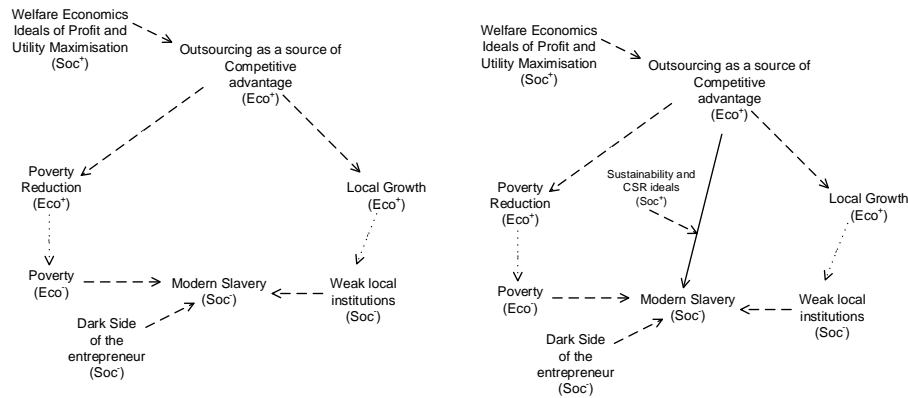 Welfare Economics
Ideals of Profit and
Utility Maximisation
(Soc⁺)
Outsourcing as a source of
Competitive
advantage
(Eco⁺)
Poverty
Reduction
(Eco⁺)
Local Growth
(Eco⁺)
Poverty
(Eco⁻)
Modern Slavery
(Soc⁻)
Weak local
institutions
(Soc⁻)
Dark Side
of the
entrepreneur
(Soc⁻)
Welfare Economics
Ideals of Profit and
Utility Maximisation
(Soc⁺)
Outsourcing as a source of
Competitive
advantage
(Eco⁺)
Sustainability and
CSR ideals
(Soc⁺)
Poverty
Reduction
(Eco⁺)
Local Growth
(Eco⁺)
Poverty
(Eco⁻)
Modern Slavery
(Soc⁻)
Weak local
institutions
(Soc⁻)
Dark Side
of the
entrepreneur
(Soc⁻)